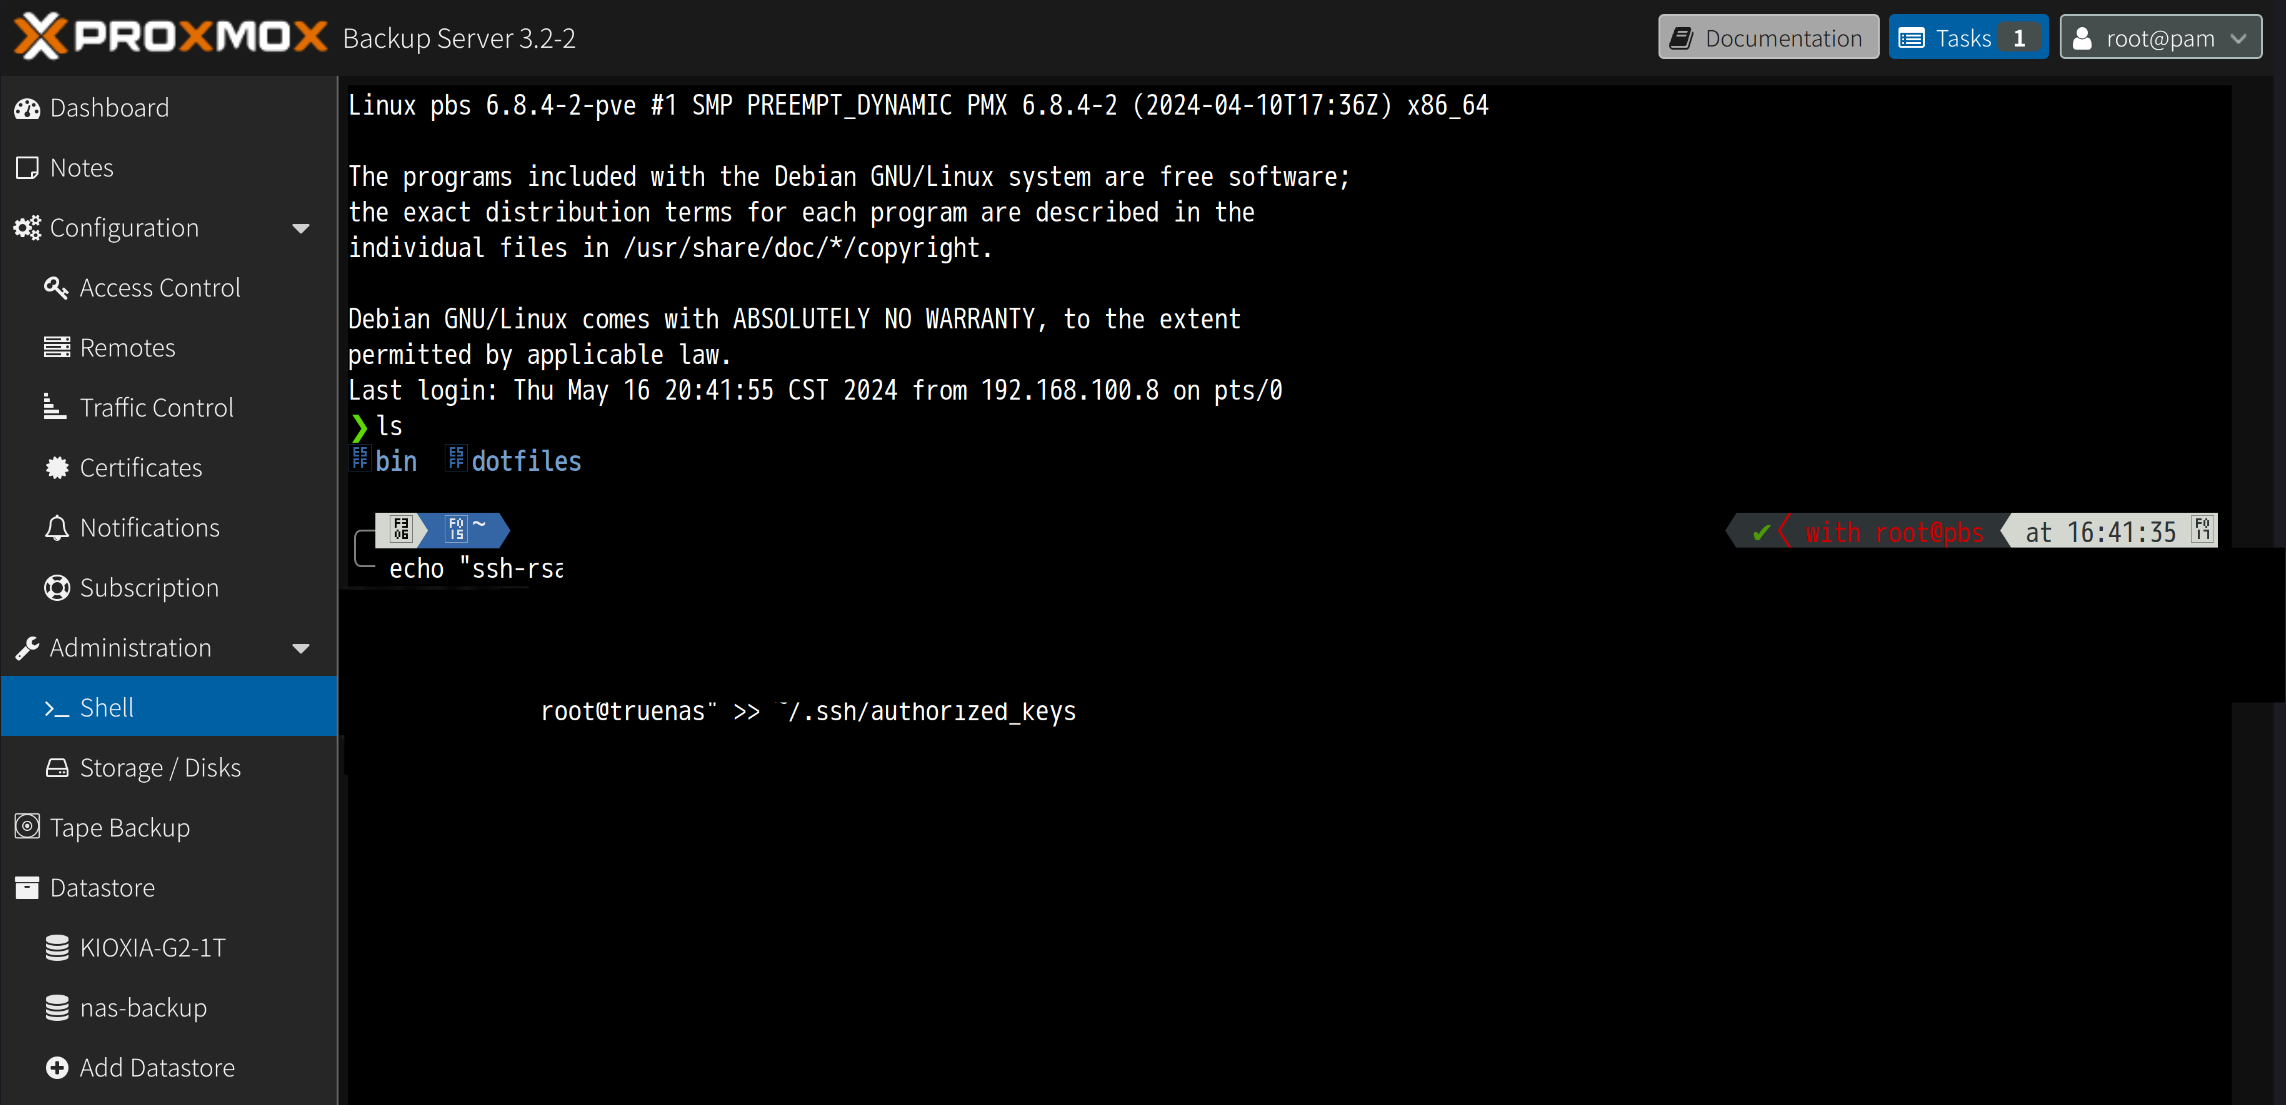 PROXMOX Backup Server 3.2-2
Documentation
Tasks 1
root@pam
Dashboard
Notes
Configuration
Access Control
Remotes
Traffic Control
Certificates
Notifications
Subscription
Administration
Shell
Storage / Disks
Tape Backup
Datastore
KIOXIA-G2-1T
nas-backup
Add Datastore
Linux pbs 6.8.4-2-pve #1 SMP PREEMPT_DYNAMIC PMX 6.8.4-2 (2024-04-10T17:36Z) x86_64
The programs included with the Debian GNU/Linux system are free software;
the exact distribution terms for each program are described in the
individual files in /usr/share/doc/*/copyright.
Debian GNU/Linux comes with ABSOLUTELY NO WARRANTY, to the extent
permitted by applicable law.
Last login: Thu May 16 20:41:55 CST 2024 from 192.168.100.8 on pts/0
❯ ls
bin dotfiles
~ ✔ with root@pbs at 16:41:35
echo "ssh-rsa
root@truenas" >> ~/.ssh/authorized_keys